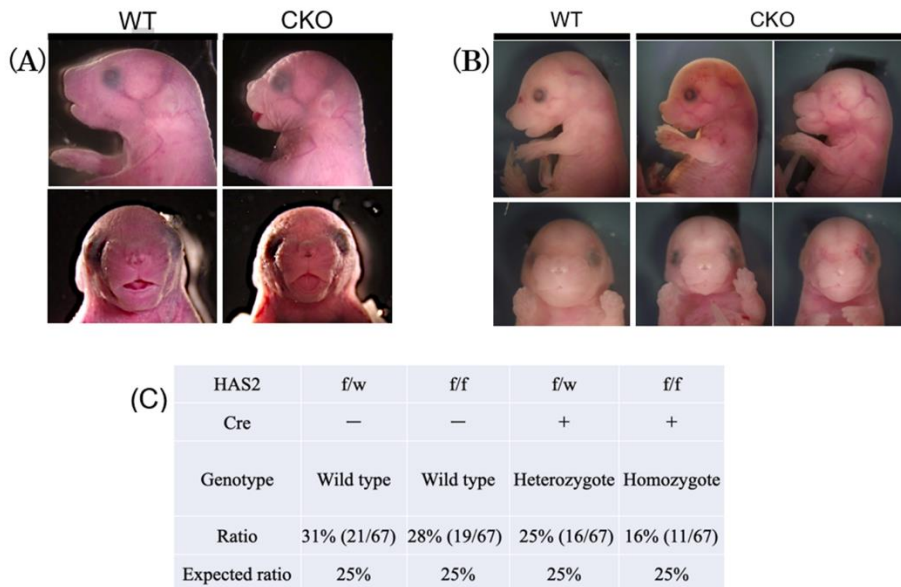 WT CKO
(A)
WT CKO
(B)
(C)
HAS2 f/w f/f f/w f/f
Cre — — + +
Genotype Wild type Wild type Heterozygote Homozygote
Ratio 31% (21/67) 28% (19/67) 25% (16/67) 16% (11/67)
Expected ratio 25% 25% 25% 25%